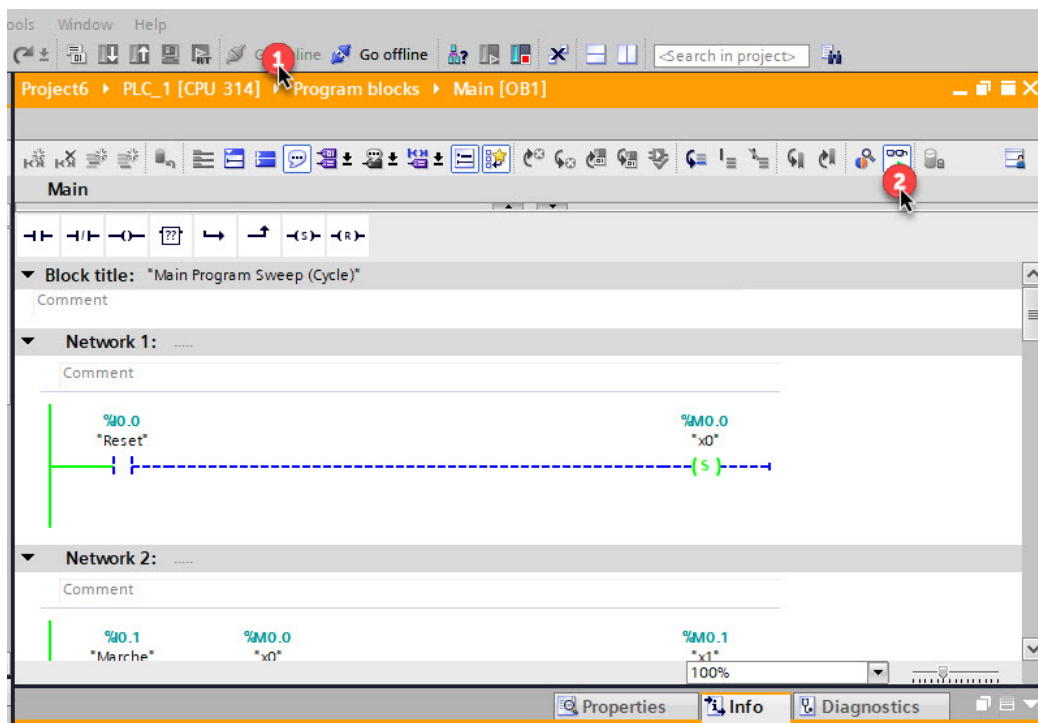 ools Window Help
G 1 line Go offline <Search in project>
Project6 PLC_1 [CPU 314] Program blocks Main [OB1]
2
Main
??
S R
Block title: "Main Program Sweep (Cycle)"
Comment
Network 1: .....
Comment
%I0.0 %M0.0
"Reset" "x0"
S
Network 2: .....
Comment
%I0.1 %M0.0 %M0.1
"Marche" "x0" "x1"
100%
Properties Info Diagnostics